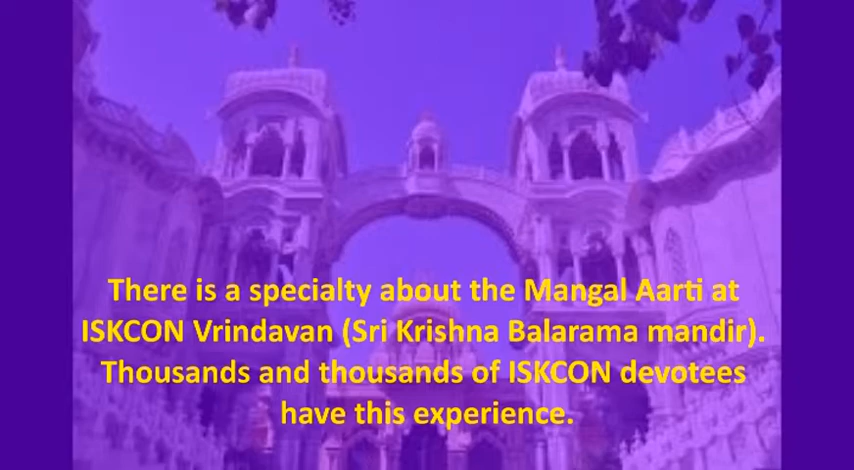 There is a specialty about the Mangal Aarti at
ISKCON Vrindavan (Sri Krishna Balarama mandir).
Thousands and thousands of ISKCON devotees
have this experience.